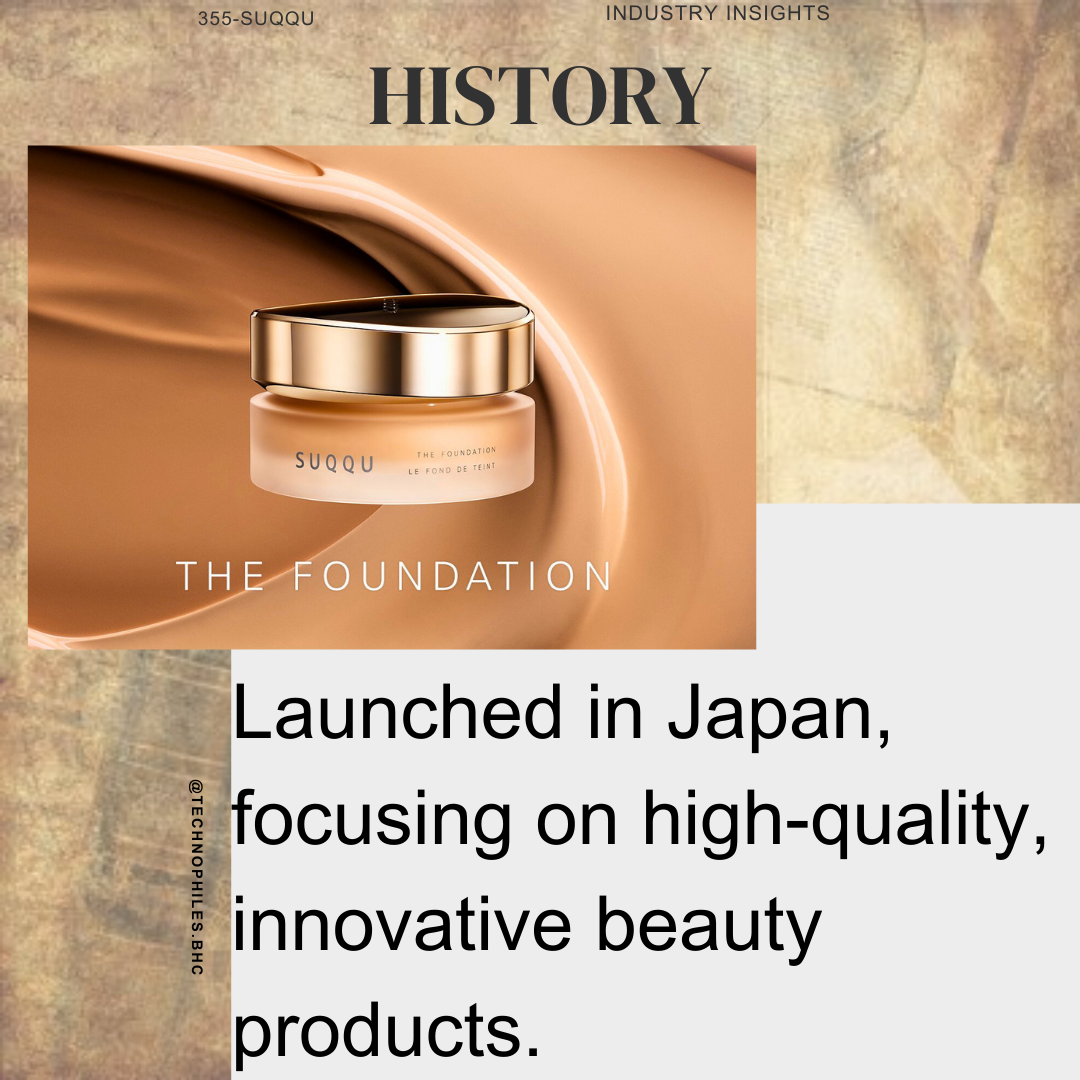 355-SUQQU
INDUSTRY INSIGHTS
HISTORY
SUQQU
THE FOUNDATION
LE FOND DE TEINT
THE FOUNDATION
Launched in Japan,
focusing on high-quality,
innovative beauty
products.
@TECHNOPHILES.BHC